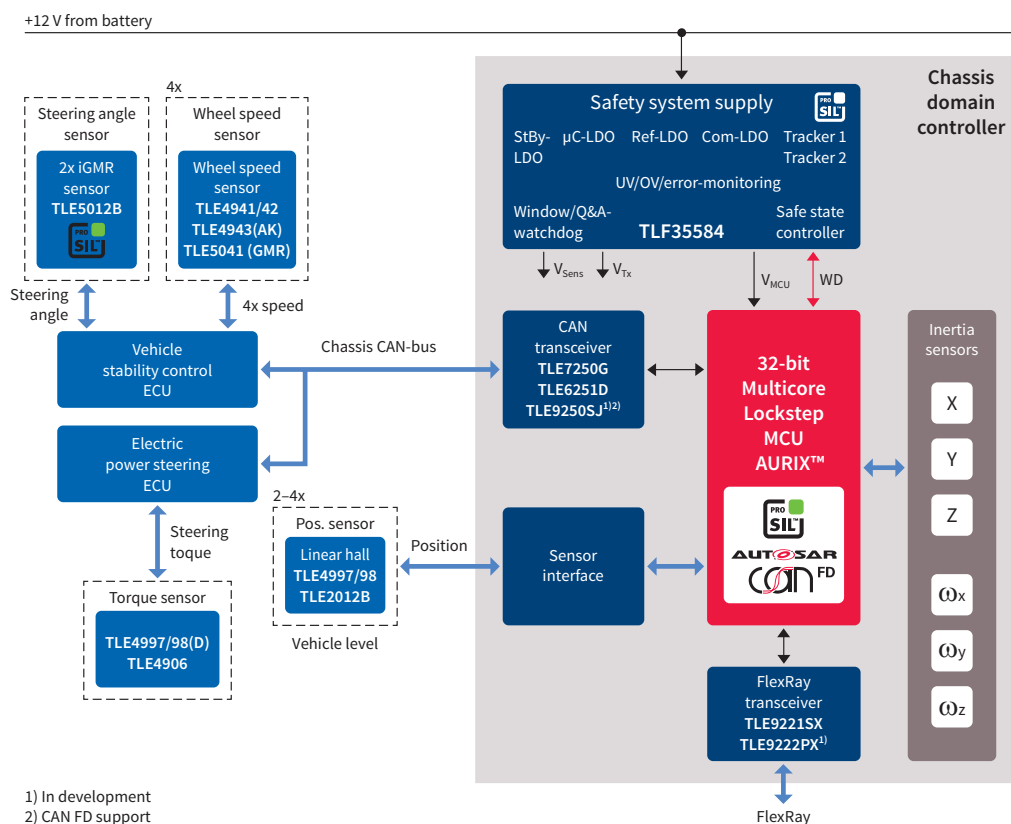 +12 V from battery
Chassis
domain
controller
Safety system supply
PRO
SIL™
StBy-
LDO
µC-LDO
Ref-LDO
Com-LDO
Tracker 1
Tracker 2
UV/OV/error-monitoring
Window/Q&A-
watchdog
TLF35584
Safe state
controller
4x
Steering angle
sensor
2x iGMR
sensor
TLE5012B
PRO
SIL™
Wheel speed
sensor
Wheel speed
sensor
TLE4941/42
TLE4943(AK)
TLE5041 (GMR)
Steering
angle
4x speed
VSens
VTx
VMCU
WD
Vehicle
stability control
ECU
Chassis CAN-bus
CAN
transceiver
TLE7250G
TLE6251D
TLE9250SJ1)2)
32-bit
Multicore
Lockstep
MCU
AURIX™
PRO
SIL™
AUTOSAR
CAN FD
Inertia
sensors
X
Y
Z
ωx
ωy
ωz
Electric
power steering
ECU
Steering
toque
2–4x
Pos. sensor
Linear hall
TLE4997/98
TLE2012B
Position
Vehicle level
Sensor
interface
Torque sensor
TLE4997/98(D)
TLE4906
FlexRay
transceiver
TLE9221SX
TLE9222PX1)
FlexRay
1) In development
2) CAN FD support